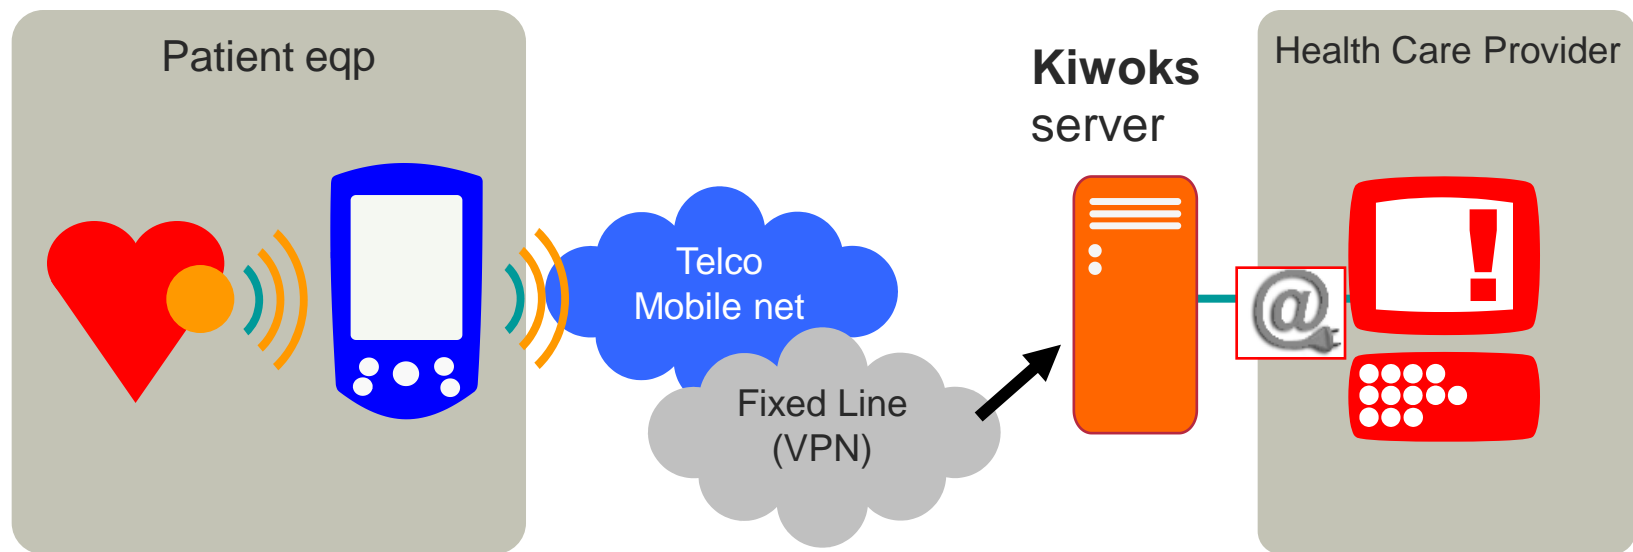 Patient eqp
Telco
Mobile net
Fixed Line
(VPN)
Kiwoks
server
@
Health Care Provider
!